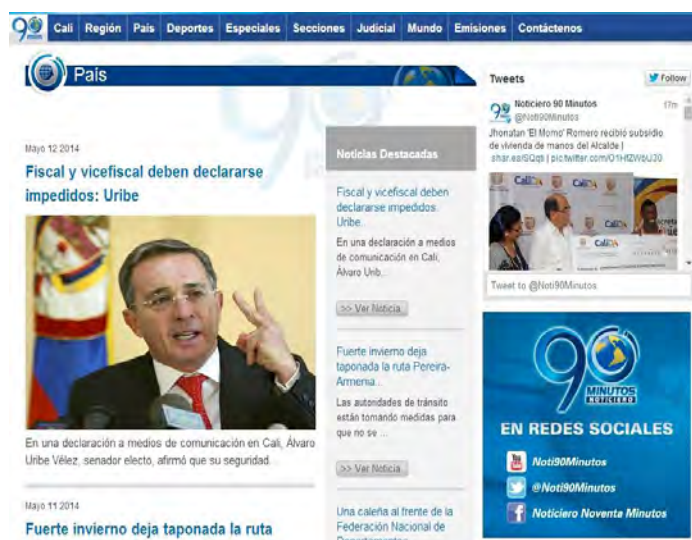 90 Cali Región País Deportes Especiales Secciones Judicial Mundo Emisiones Contáctenos
País
Mayo 12 2014
Fiscal y vicefiscal deben declararse
impedidos: Uribe
En una declaración a medios de comunicación en Cali, Álvaro
Uribe Vélez, senador electo, afirmó que su seguridad.
Mayo 11 2014
Fuerte invierno deja taponada la ruta
Noticias Destacadas
Fiscal y vicefiscal deben
declararse impedidos:
Uribe...
En una declaración a medios
de comunicación en Cali,
Álvaro Urib...
>> Ver Noticia
Fuerte invierno deja
taponada la ruta Pereira-
Armenia...
Las autoridades de tránsito
están tomando medidas para
que no se ...
>> Ver Noticia
Una caleña al frente de la
Federación Nacional de
Tweets
Follow
Noticiero 90 Minutos 17m
@Noti90Minutos
Jhonatan 'El Momo' Romero recibió subsidio
de vivienda de manos del Alcalde |
CaliDA
CaliDA
Tweet to @Noti90Minutos
90
MINUTOS
NOTICIERO
EN REDES SOCIALES
You
Noti90Minutos
@Noti90Minutos
f Noticiero Noventa Minutos